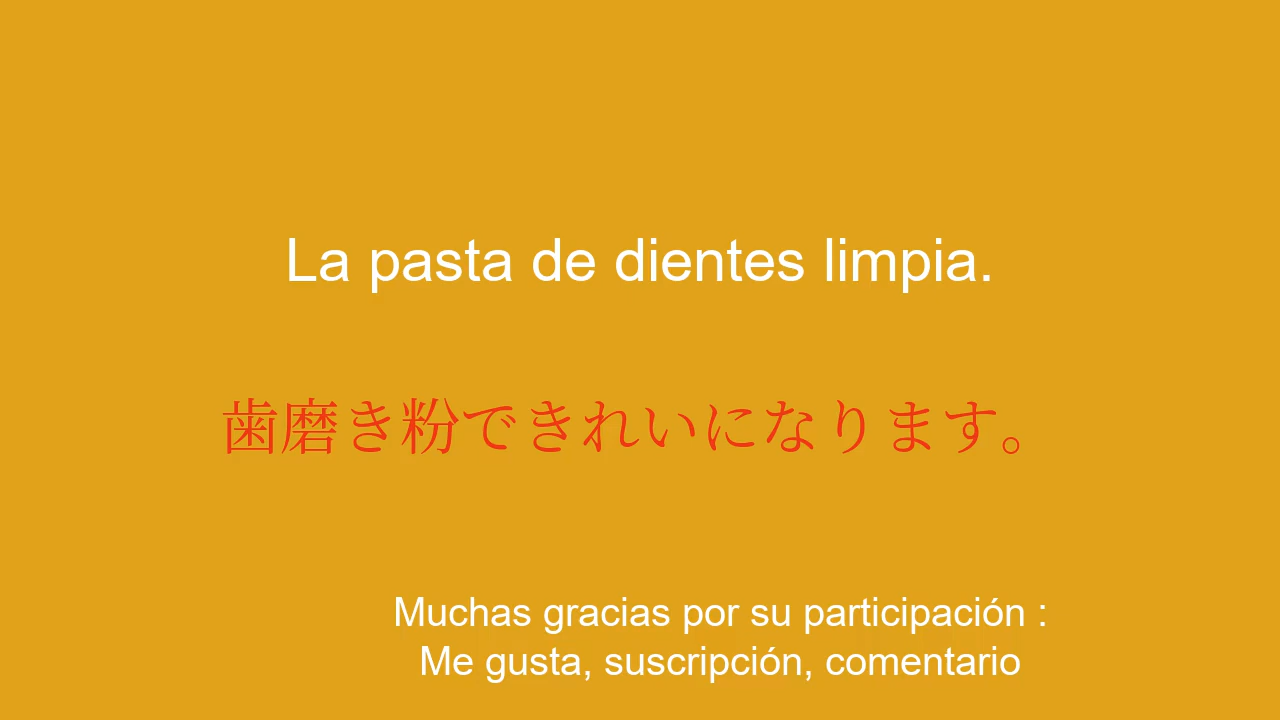 La pasta de dientes limpia.
歯磨き粉できれいになります。
Muchas gracias por su participación :
Me gusta, suscripción, comentario